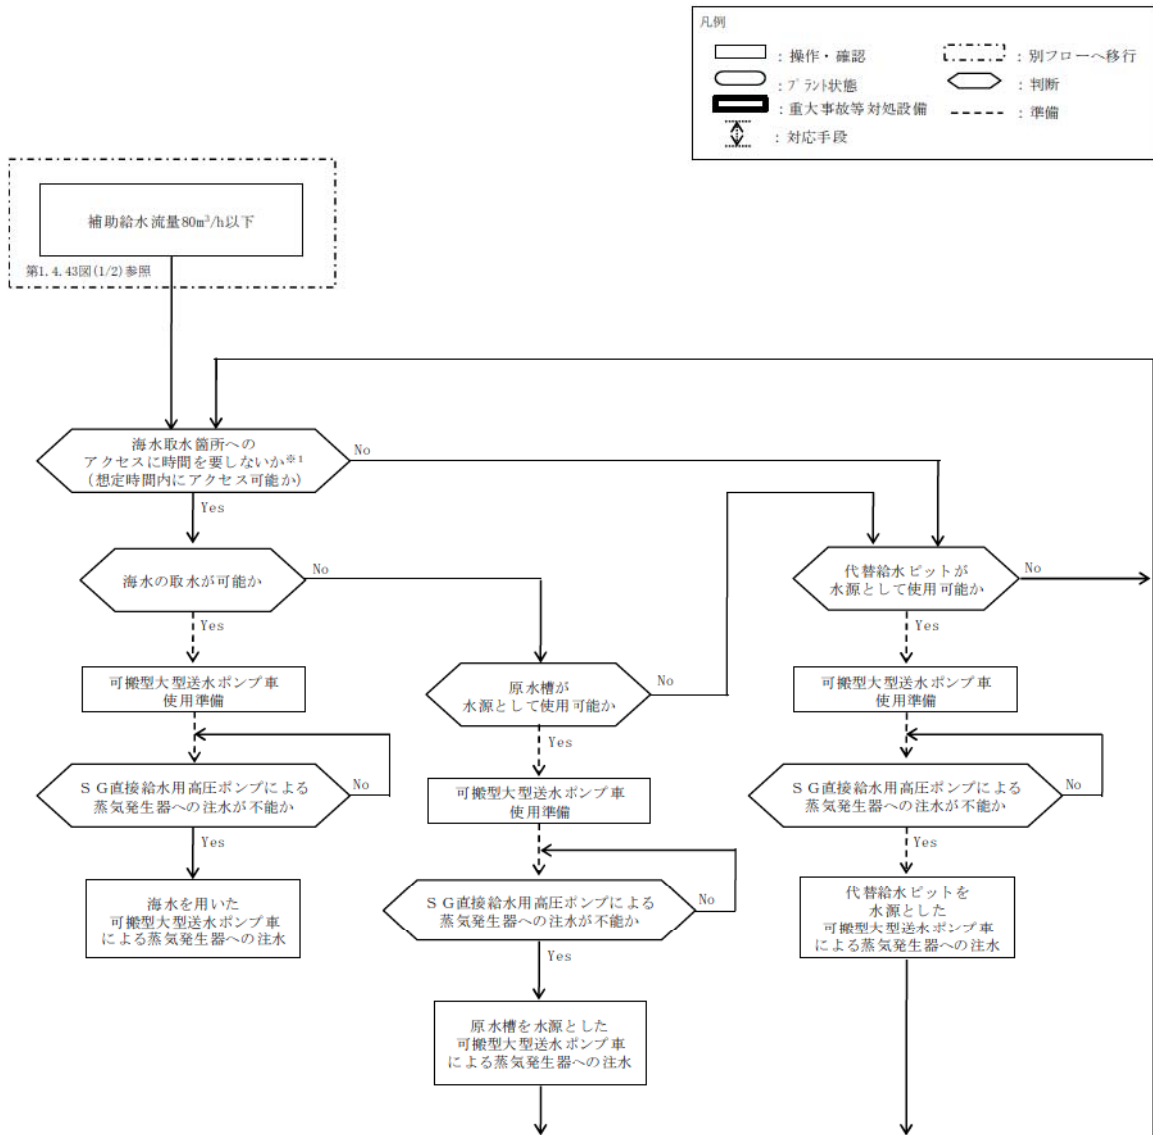 凡例
：操作・確認
：プラント状態
：重大事故等対処設備
：対応手段
：別フローへ移行
：判断
：準備
補助給水流量80m³/h以下
第1.4.43図(1/2)参照
海水取水箇所への
アクセスに時間を要しないか※1
（想定時間内にアクセス可能か）
No
Yes
海水の取水が可能か
No
Yes
可搬型大型送水ポンプ車
使用準備
ＳＧ直接給水用高圧ポンプによる
蒸気発生器への注水が不能か
No
Yes
海水を用いた
可搬型大型送水ポンプ車
による蒸気発生器への注水
原水槽が
水源として使用可能か
No
Yes
可搬型大型送水ポンプ車
使用準備
ＳＧ直接給水用高圧ポンプによる
蒸気発生器への注水が不能か
No
Yes
原水槽を水源とした
可搬型大型送水ポンプ車
による蒸気発生器への注水
代替給水ピットが
水源として使用可能か
No
Yes
可搬型大型送水ポンプ車
使用準備
ＳＧ直接給水用高圧ポンプによる
蒸気発生器への注水が不能か
No
Yes
代替給水ピットを
水源とした
可搬型大型送水ポンプ車
による蒸気発生器への注水